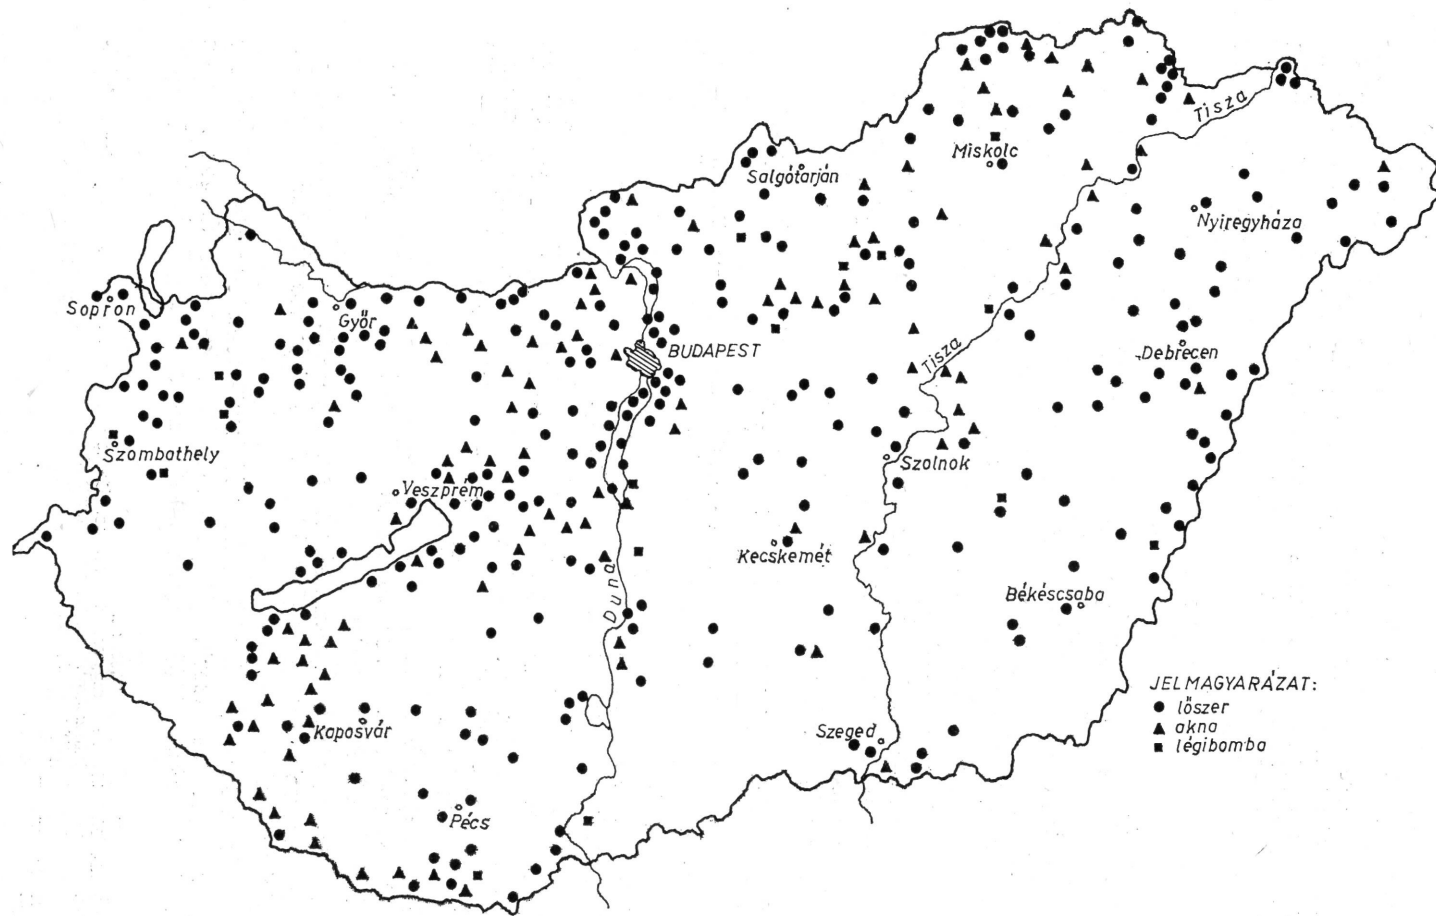 Tisza
Miskolc
Salgótarján
Nyiregyháza
Sopron
Győr
BUDAPEST
Tisza
Debrecen
Szombathely
Veszprém
Szolnok
Kecskemét
Duna
Békéscsaba
Kaposvár
Szeged
Pécs
JELMAGYARÁZAT:
lőszer
akna
légibomba